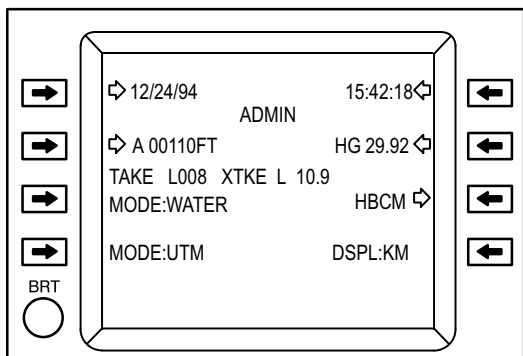 12/24/94 15:42:18
ADMIN
A 00110FT HG 29.92
TAKE L008 XTKE L 10.9
MODE:WATER HBCM
MODE:UTM DSPL:KM
BRT